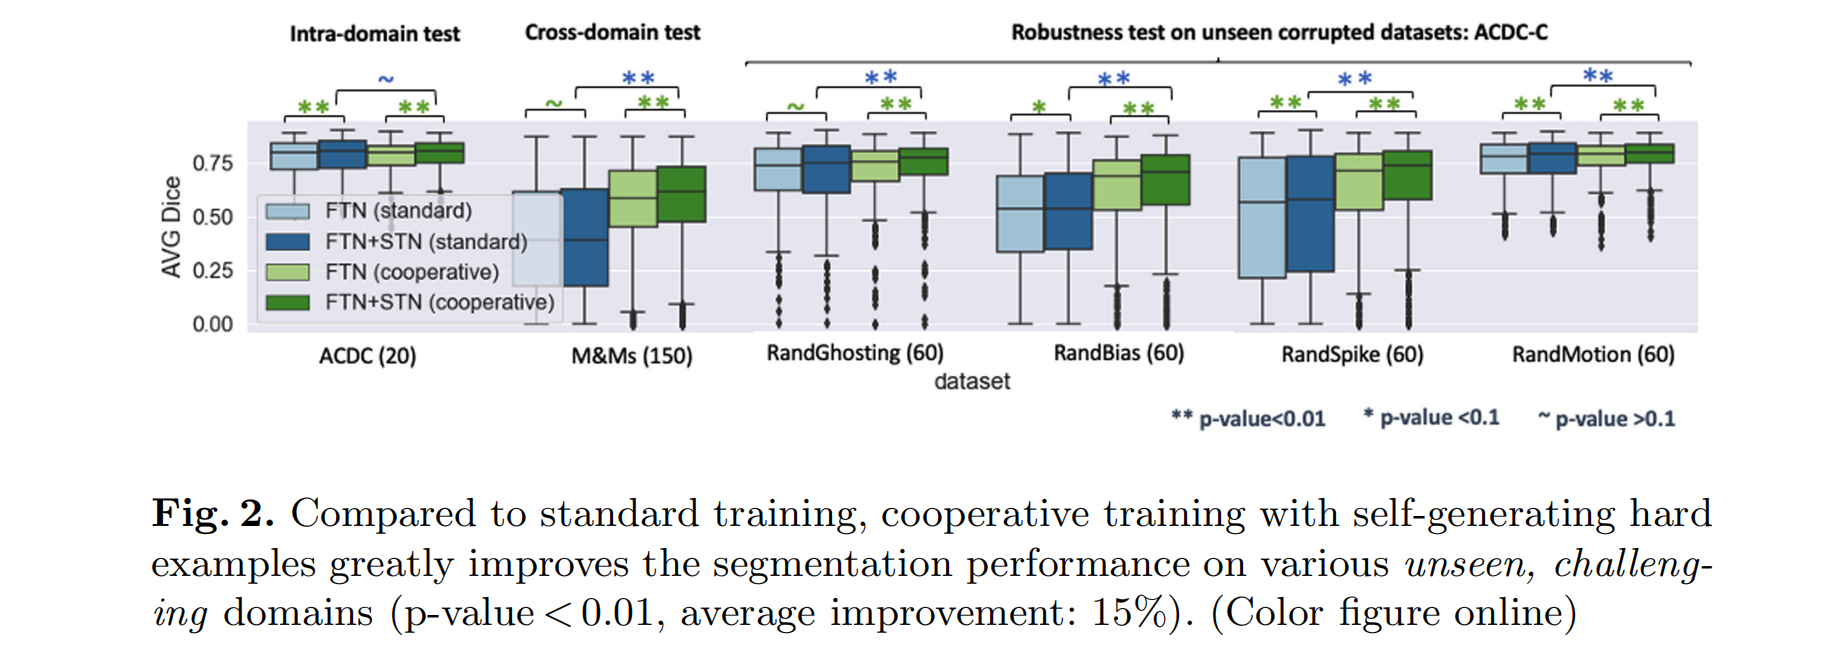 Intra-domain test Cross-domain test Robustness test on unseen corrupted datasets: ACDC-C
~ ** ** ** ** **
** ** ~ ** ~ ** * ** ** ** ** **
AVG Dice
0.75
0.50
0.25
0.00
FTN (standard)
FTN+STN (standard)
FTN (cooperative)
FTN+STN (cooperative)
ACDC (20) M&Ms (150) RandGhosting (60) RandBias (60) RandSpike (60) RandMotion (60)
dataset
** p-value<0.01 * p-value <0.1 ~ p-value >0.1
Fig. 2. Compared to standard training, cooperative training with self-generating hard
examples greatly improves the segmentation performance on various unseen, challeng-
ing domains (p-value < 0.01, average improvement: 15%). (Color figure online)